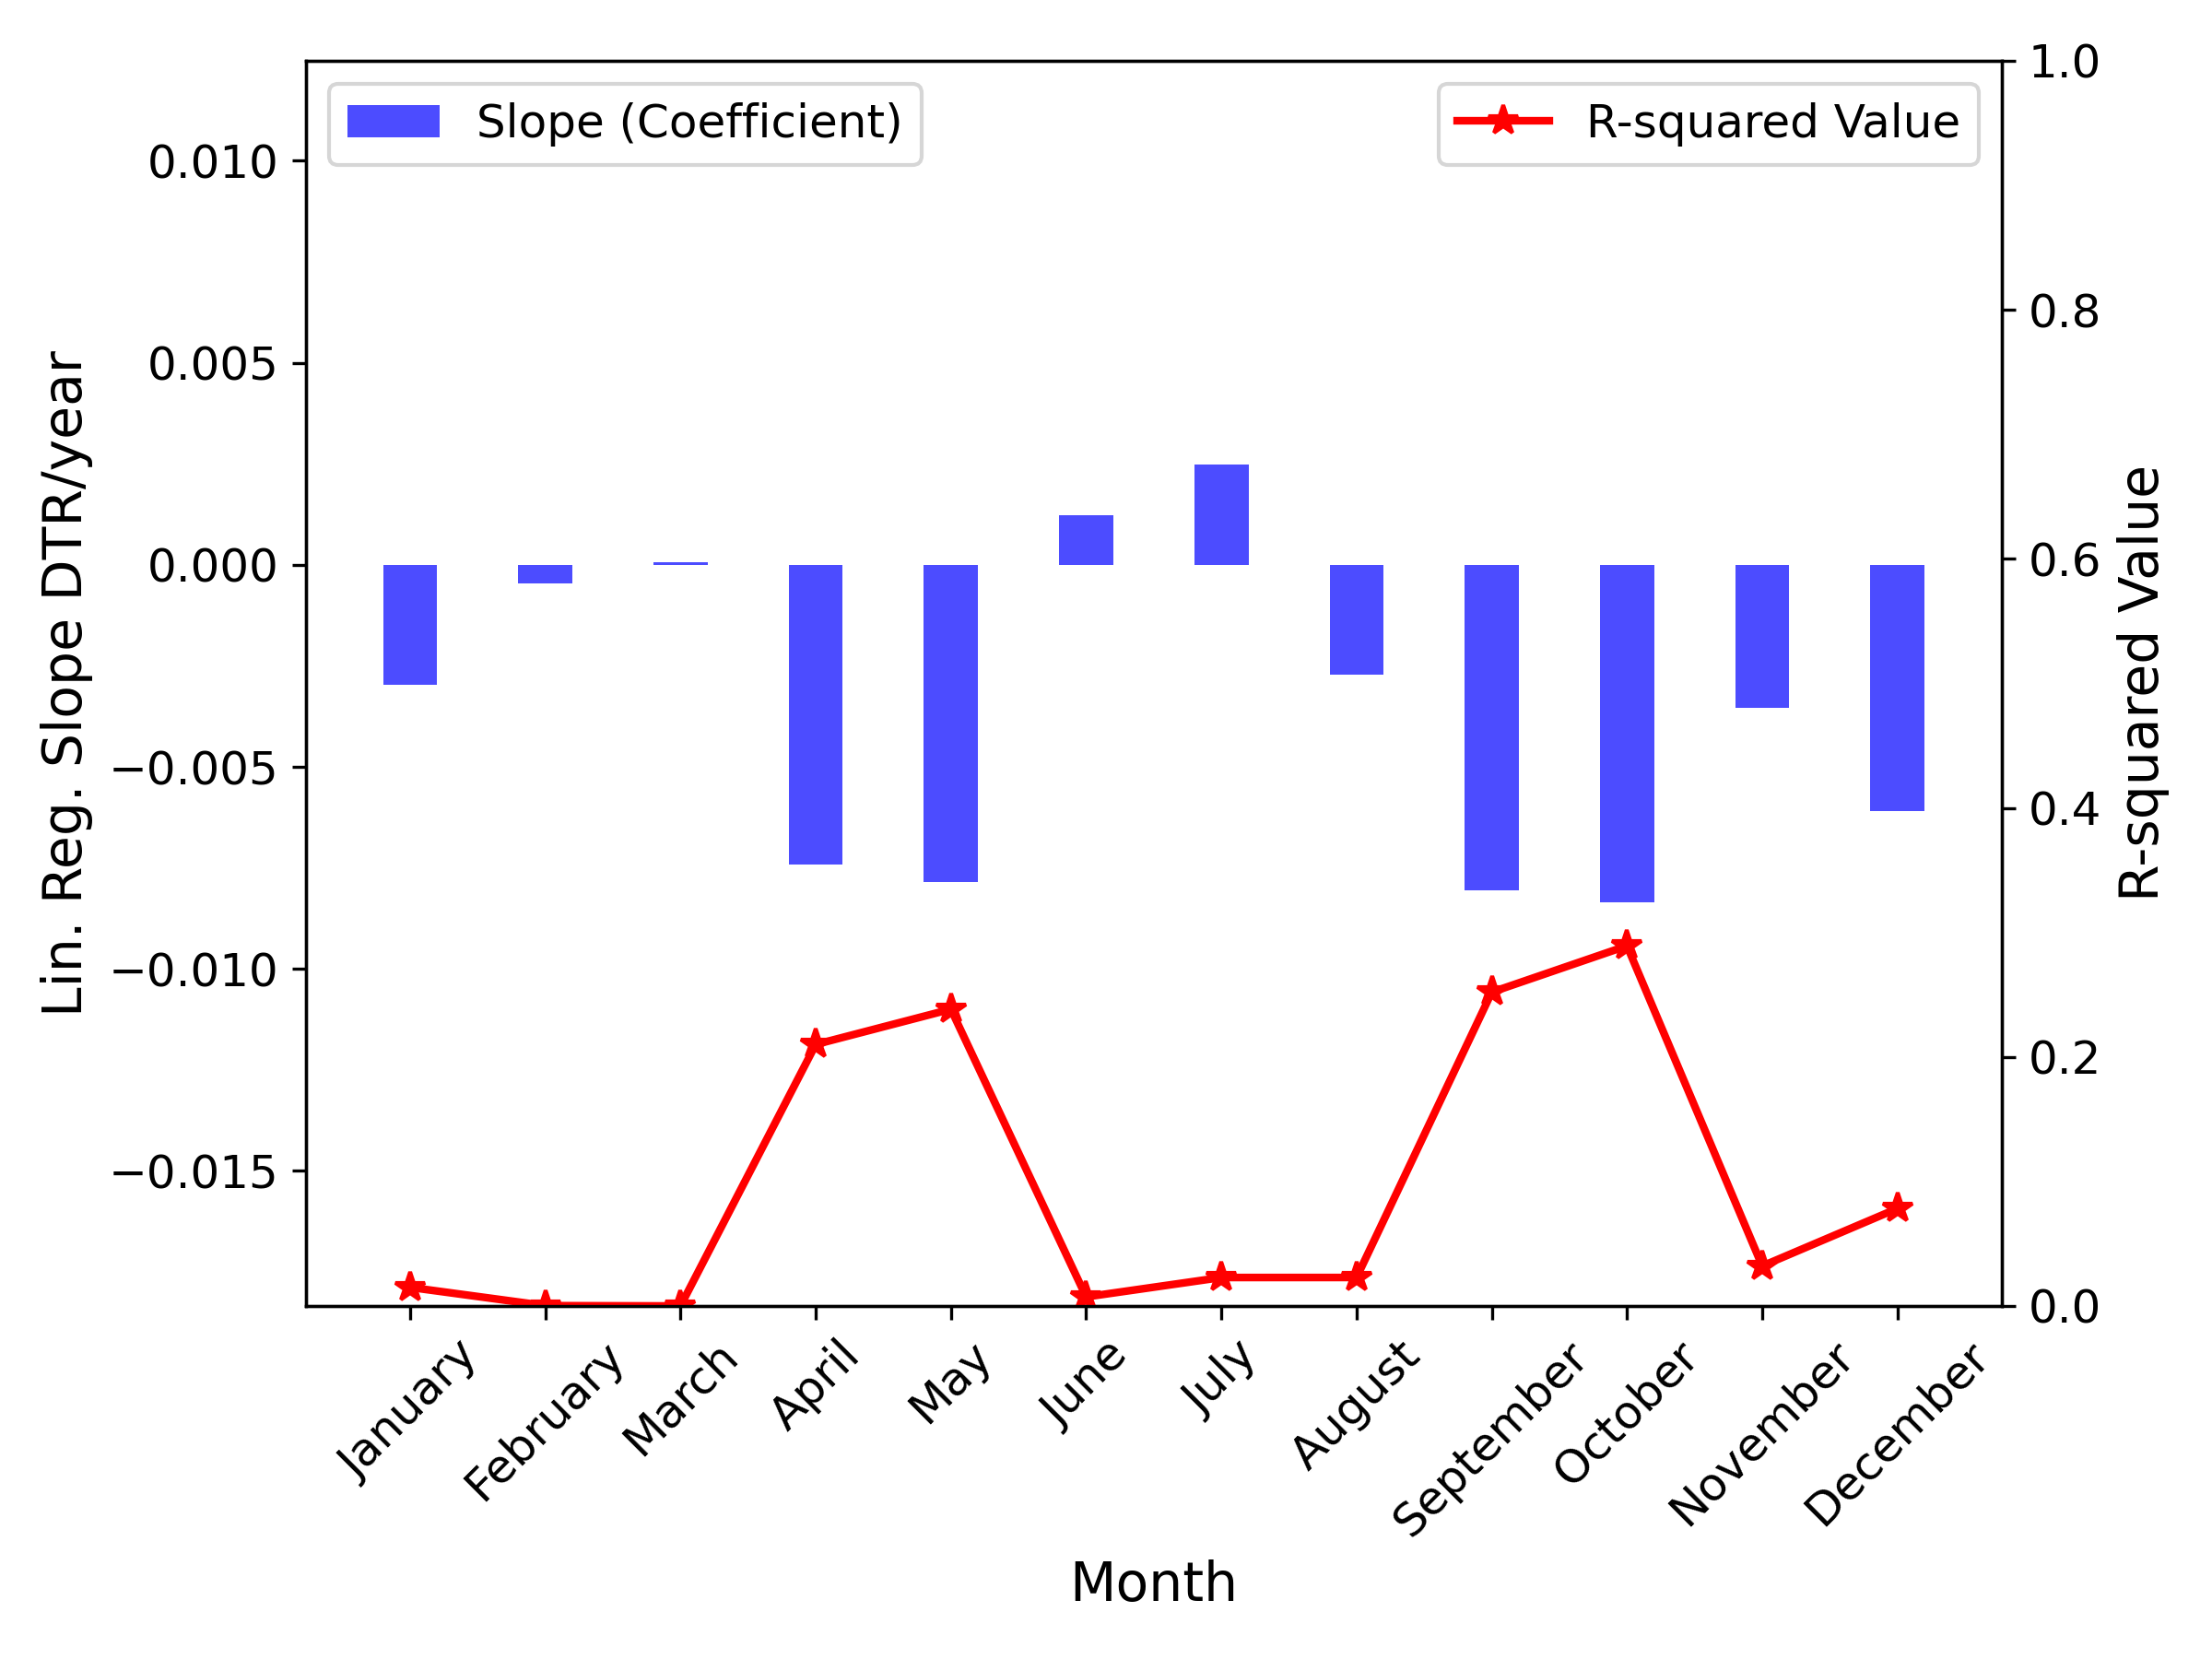 Slope (Coefficient)
R-squared Value
0.010
0.005
0.000
−0.005
−0.010
−0.015
Lin. Reg. Slope DTR/year
1.0
0.8
0.6
0.4
0.2
0.0
R-squared Value
January
February
March
April
May
June
July
August
September
October
November
December
Month